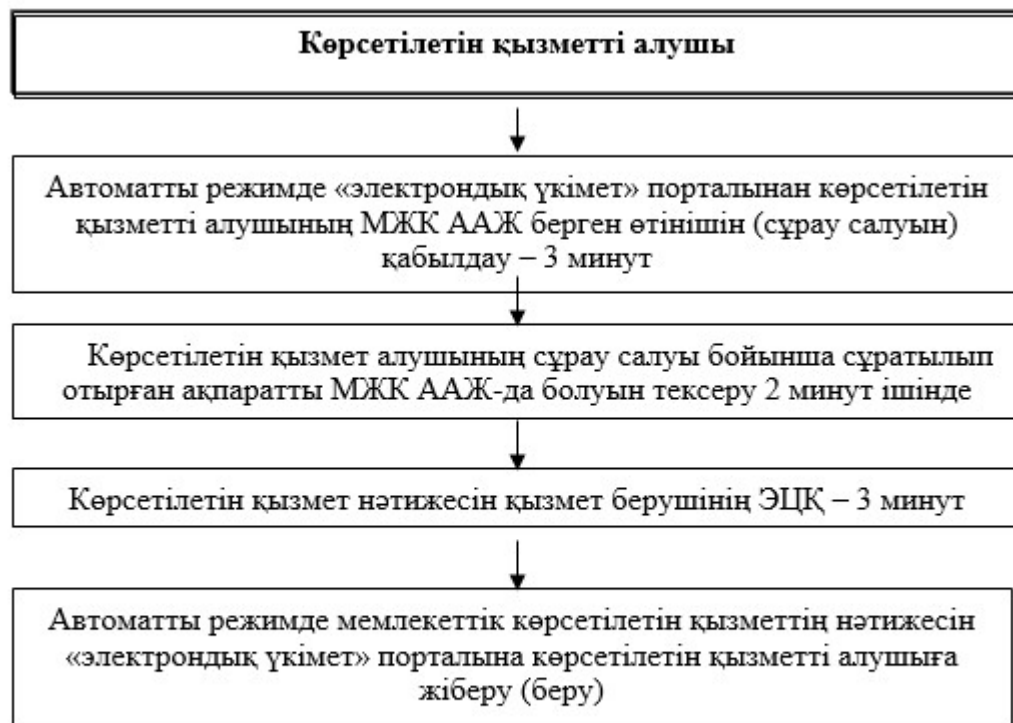 Көрсетілетін қызметті алушы
Автоматты режимде «электрондық үкімет» порталынан көрсетілетін
қызметті алушының МЖК ААЖ берген өтінішін (сұрау салуын)
қабылдау – 3 минут
Көрсетілетін қызмет алушының сұрау салуы бойынша сұратылып
отырған ақпаратты МЖК ААЖ-да болуын тексеру 2 минут ішінде
Көрсетілетін қызмет нәтижесін қызмет берушінің ЭЦҚ – 3 минут
Автоматты режимде мемлекеттік көрсетілетін қызметтің нәтижесін
«электрондық үкімет» порталына көрсетілетін қызметті алушыға
жіберу (беру)